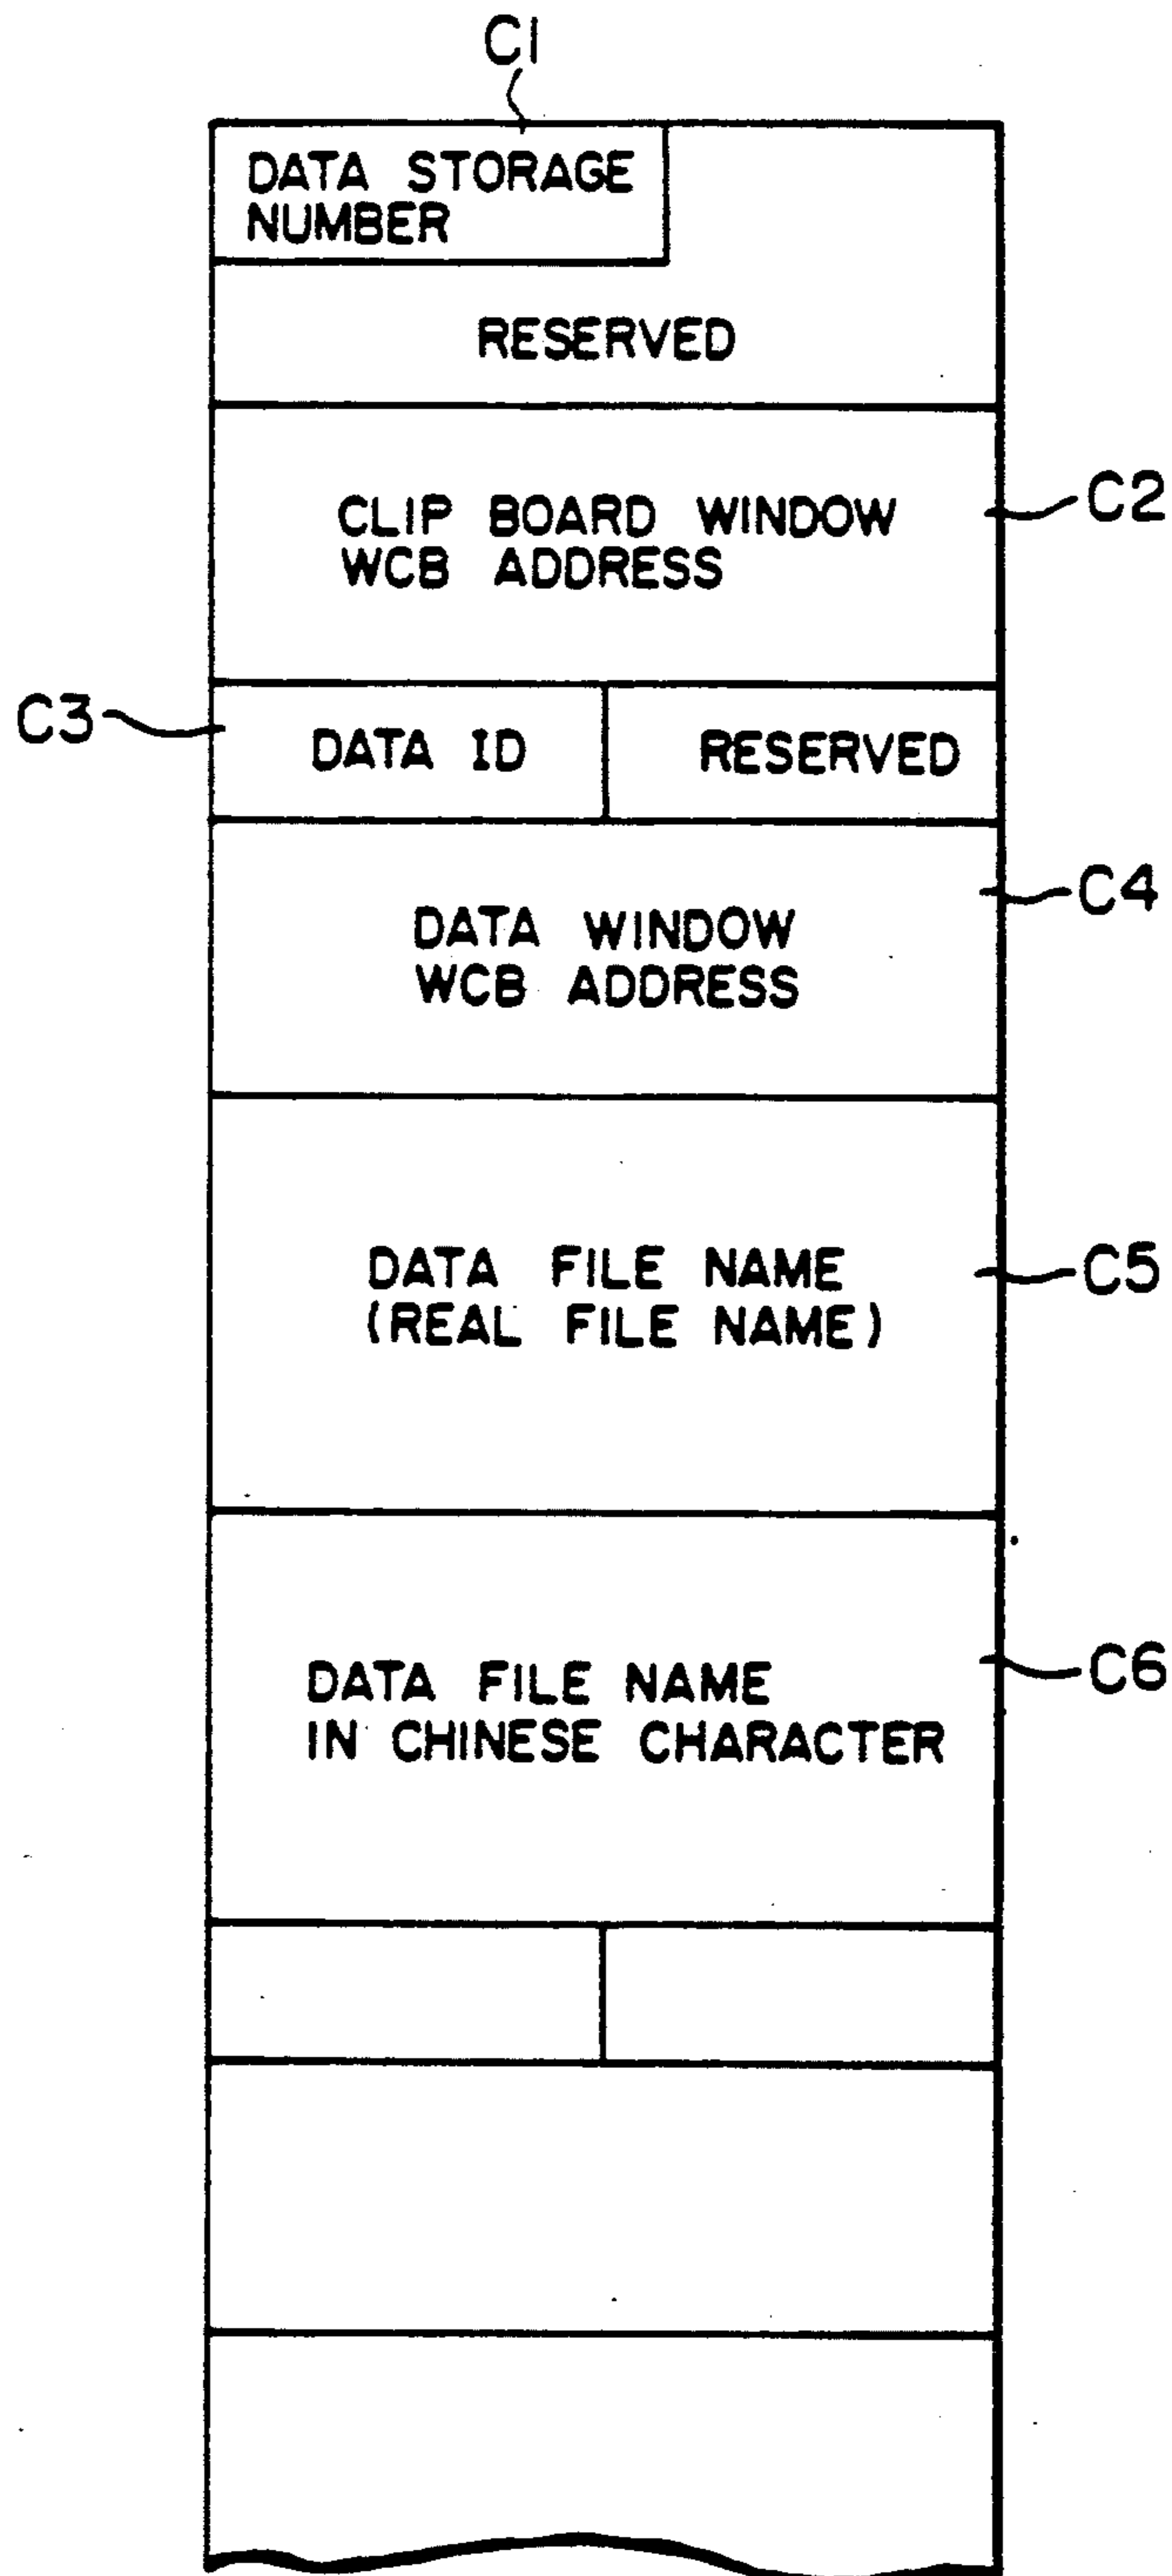 C1
DATA STORAGE
NUMBER
RESERVED
CLIP BOARD WINDOW
WCB ADDRESS
C2
C3
DATA ID
RESERVED
DATA WINDOW
WCB ADDRESS
C4
DATA FILE NAME
(REAL FILE NAME)
C5
DATA FILE NAME
IN CHINESE CHARACTER
C6